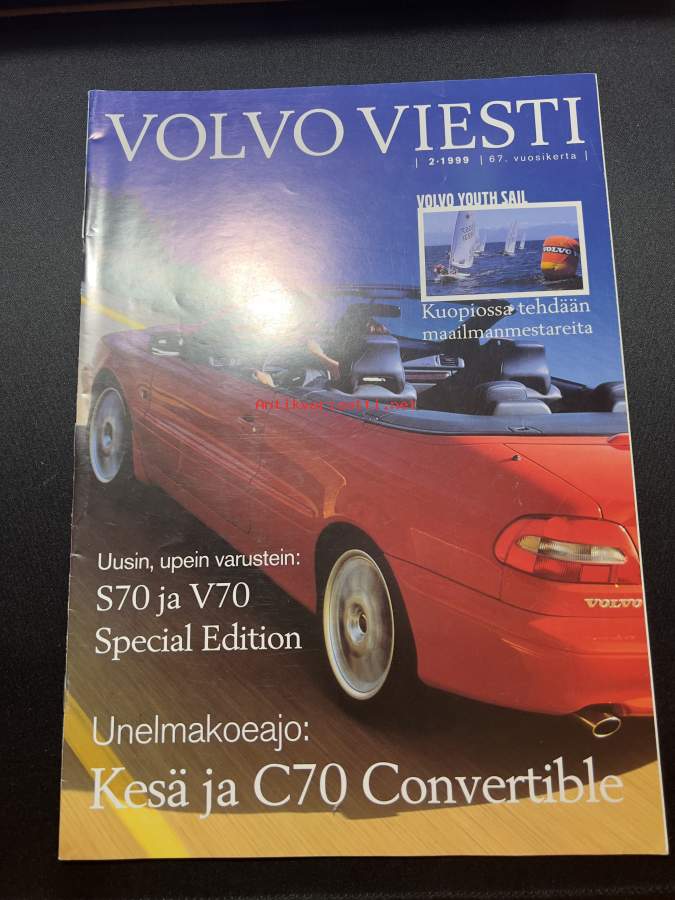 VOLVO VIESTI
| 2·1999 | 67. vuosikerta |
VOLVO YOUTH SAIL
VOLVO
Kuopiossa tehdään
maailmanmestareita
Antikvariaatti.net
Uusin, upein varustein:
S70 ja V70
Special Edition
VOLVO
Unelmakoeajo:
Kesä ja C70 Convertible